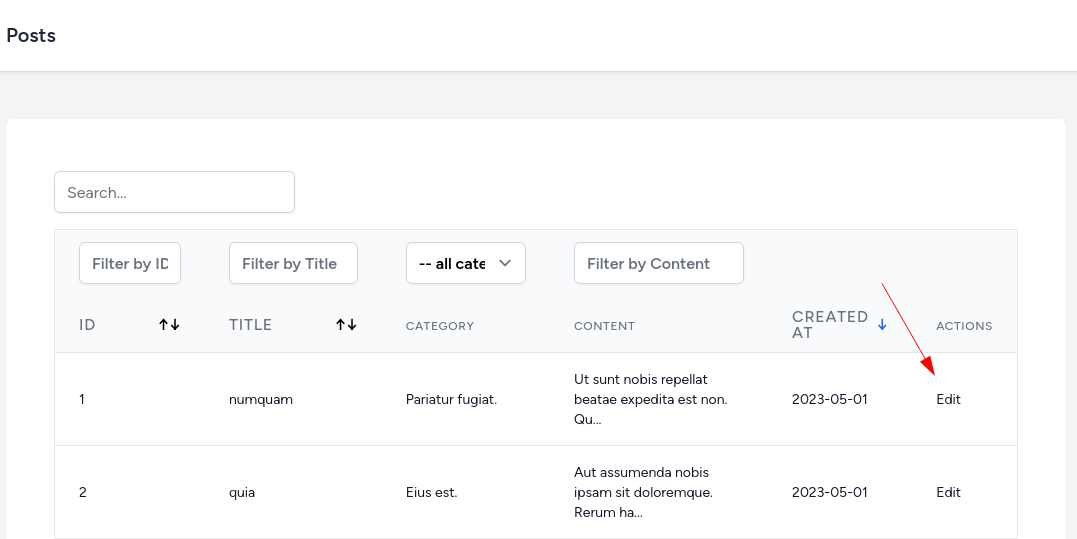 Posts
Search...
Filter by ID Filter by Title -- all cate Filter by Content
ID TITLE CATEGORY CONTENT CREATED AT ACTIONS
1 numquam Pariatur fugiat. Ut sunt nobis repellat
beatae expedita est non.
Qu... 2023-05-01 Edit
2 quia Eius est. Aut assumenda nobis
ipsam sit doloremque.
Rerum ha... 2023-05-01 Edit